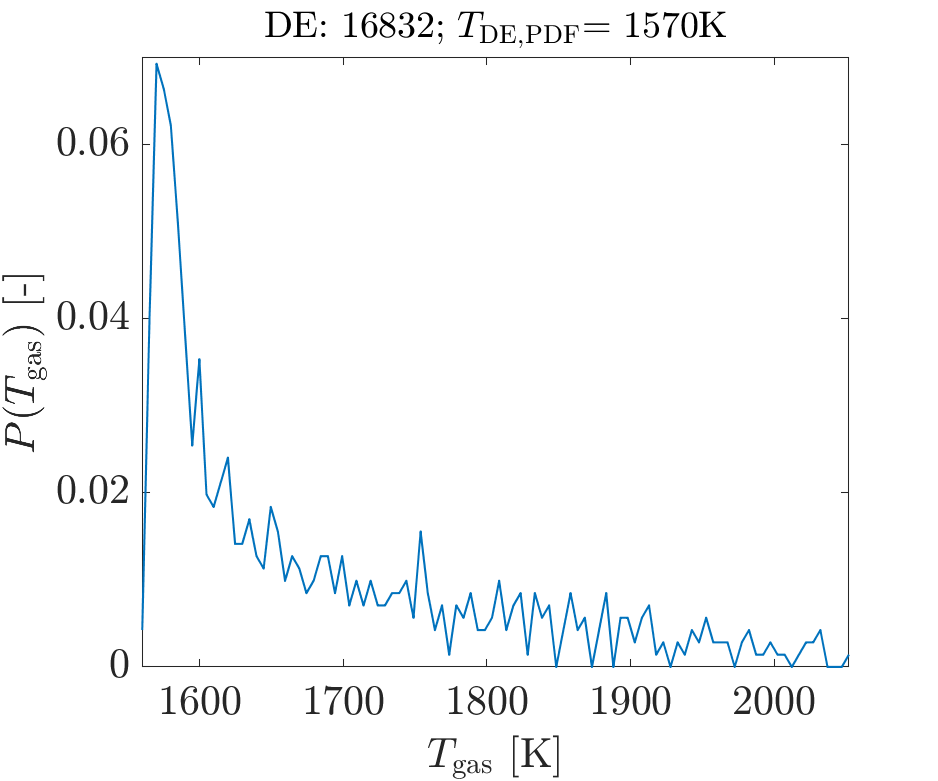 DE: 16832; T_DE,PDF= 1570K
P(T_gas) [-]
0.06
0.04
0.02
0
1600 1700 1800 1900 2000
T_gas [K]